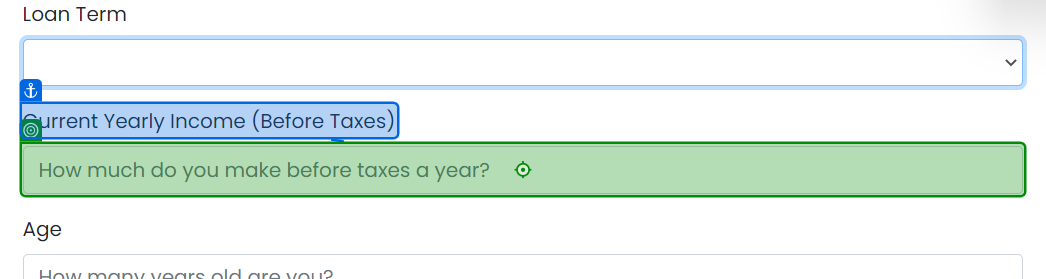 Loan Term
Current Yearly Income (Before Taxes)
How much do you make before taxes a year?
Age
How many years old are you?